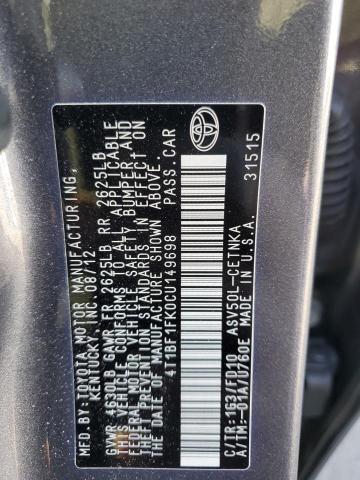 MFD.BY:TOYOTA MOTOR MANUFACTURING,
KENTUCKY, INC. 08/12
GVWR 4630LB GAWR FR 2625LB RR 2625LB
THIS VEHICLE CONFORMS TO ALL APPLICABLE
FEDERAL MOTOR VEHICLE SAFETY, BUMPER, AND
THEFT PREVENTION STANDARDS IN EFFECT ON
THE DATE OF MANUFACTURE SHOWN ABOVE.
4T1BF1FK0CU149698 PASS. CAR
31515
C/TR:1G3/FD10 ASV50L-CETNKA
A/TM:-01A/U760E MADE IN U.S.A.